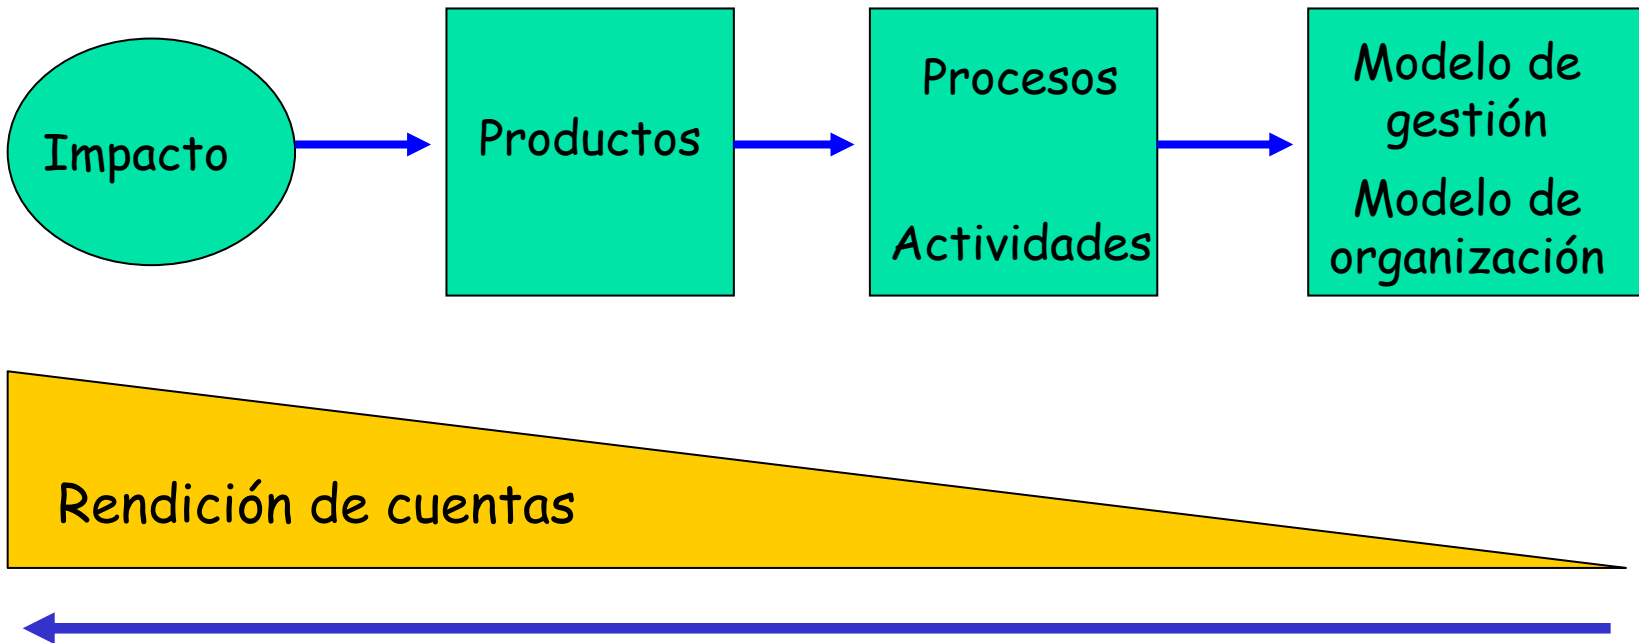 Impacto
Productos
Procesos
Actividades
Modelo de
gestión
Modelo de
organización
Rendición de cuentas